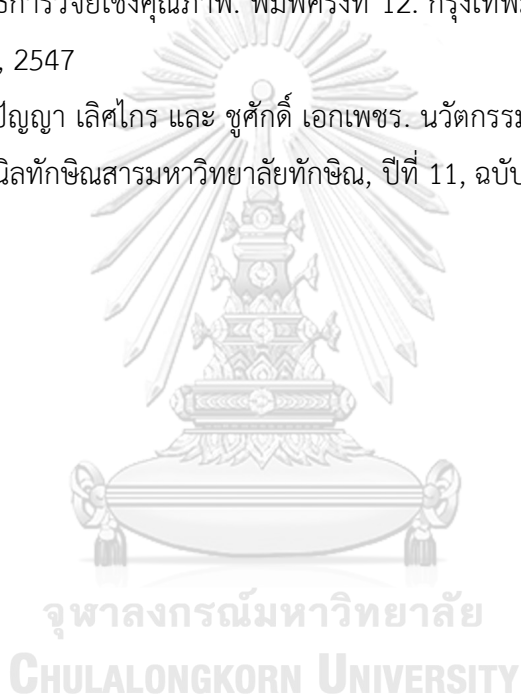 ธีการวิจัยเชิงคุณภาพ. พิมพ์ครั้งที่ 12. กรุงเทพ
, 2547
ปัญญา เลิศไกร และ ชูศักดิ์ เอกเพชร. นวัตกรรม
นิลทักษิณสารมหาวิทยาลัยทักษิณ, ปีที่ 11, ฉบับ
จุฬาลงกรณ์มหาวิทยาลัย
CHULALONGKORN UNIVERSITY